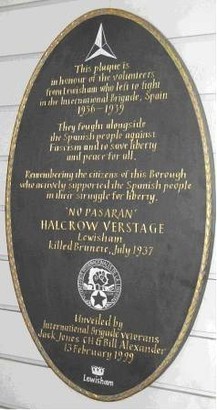 This plaque is
in honour of the volunteers
from Lewisham who left to fight
in the International Brigade, Spain
1936-1939
They fought alongside
the Spanish people against
Fascism and to save liberty
and peace for all.
Remembering the citizens of this Borough
who actively supported the Spanish people
in their struggle for liberty.
"NO PASARAN"
HALCROW VERSTAGE
Lewisham
killed Brunete, July 1937
Unveiled by
International Brigade veterans
Jack Jones CH & Bill Alexander
13 February 1999
Lewisham